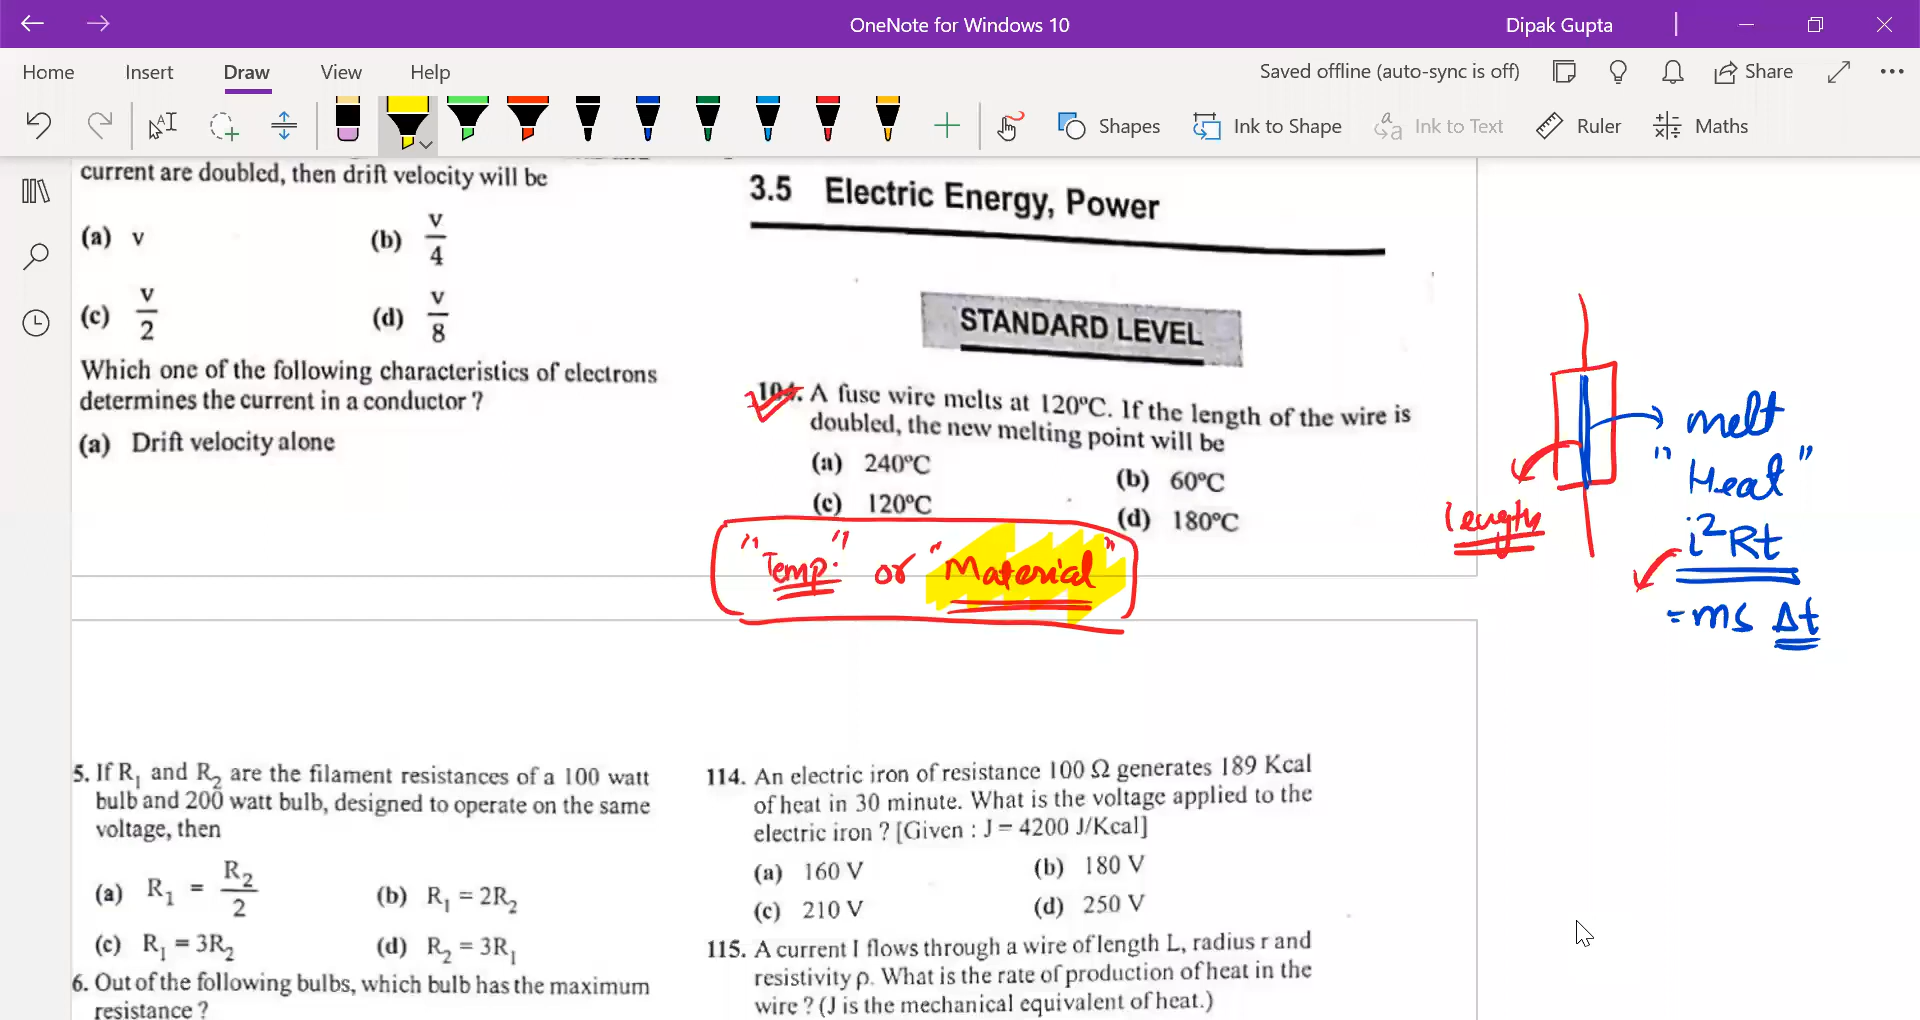 OneNote for Windows 10
Dipak Gupta
Home Insert Draw View Help
Saved offline (auto-sync is off)
Share
Shapes
Ink to Shape
Ink to Text
Ruler
Maths
current are doubled, then drift velocity will be
(a) v (b) v/4
(c) v/2 (d) v/8
Which one of the following characteristics of electrons
determines the current in a conductor ?
(a) Drift velocity alone
3.5 Electric Energy, Power
STANDARD LEVEL
104. A fuse wire melts at 120ºC. If the length of the wire is
doubled, the new melting point will be
(a) 240ºC (b) 60ºC
(c) 120ºC (d) 180ºC
"Temp." or "Material"
length
melt
"Heat"
i²Rt
= ms Δt
5. If R₁ and R₂ are the filament resistances of a 100 watt
bulb and 200 watt bulb, designed to operate on the same
voltage, then
(a) R₁ = R₂/2 (b) R₁ = 2R₂
(c) R₁ = 3R₂ (d) R₂ = 3R₁
6. Out of the following bulbs, which bulb has the maximum
resistance ?
114. An electric iron of resistance 100 Ω generates 189 Kcal
of heat in 30 minute. What is the voltage applied to the
electric iron ? [Given : J = 4200 J/Kcal]
(a) 160 V (b) 180 V
(c) 210 V (d) 250 V
115. A current I flows through a wire of length L, radius r and
resistivity ρ. What is the rate of production of heat in the
wire ? (J is the mechanical equivalent of heat.)